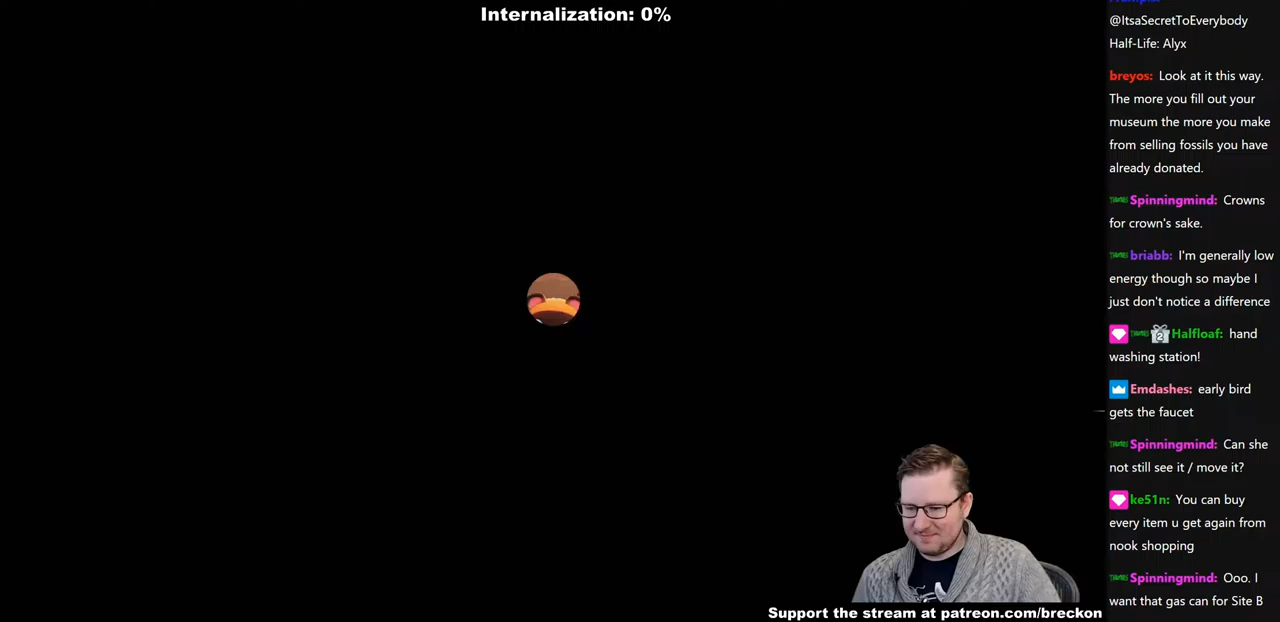 Internalization: 0%
@ItsaSecretToEverybody
Half-Life: Alyx
breyos: Look at it this way.
The more you fill out your
museum the more you make
from selling fossils you have
already donated.
Spinningmind: Crowns
for crown's sake.
briabb: I'm generally low
energy though so maybe I
just don't notice a difference
2 Halfloaf: hand
washing station!
Emdashes: early bird
gets the faucet
Spinningmind: Can she
not still see it / move it?
ke51n: You can buy
every item u get again from
nook shopping
Spinningmind: Ooo. I
want that gas can for Site B
Support the stream at patreon.com/breckon